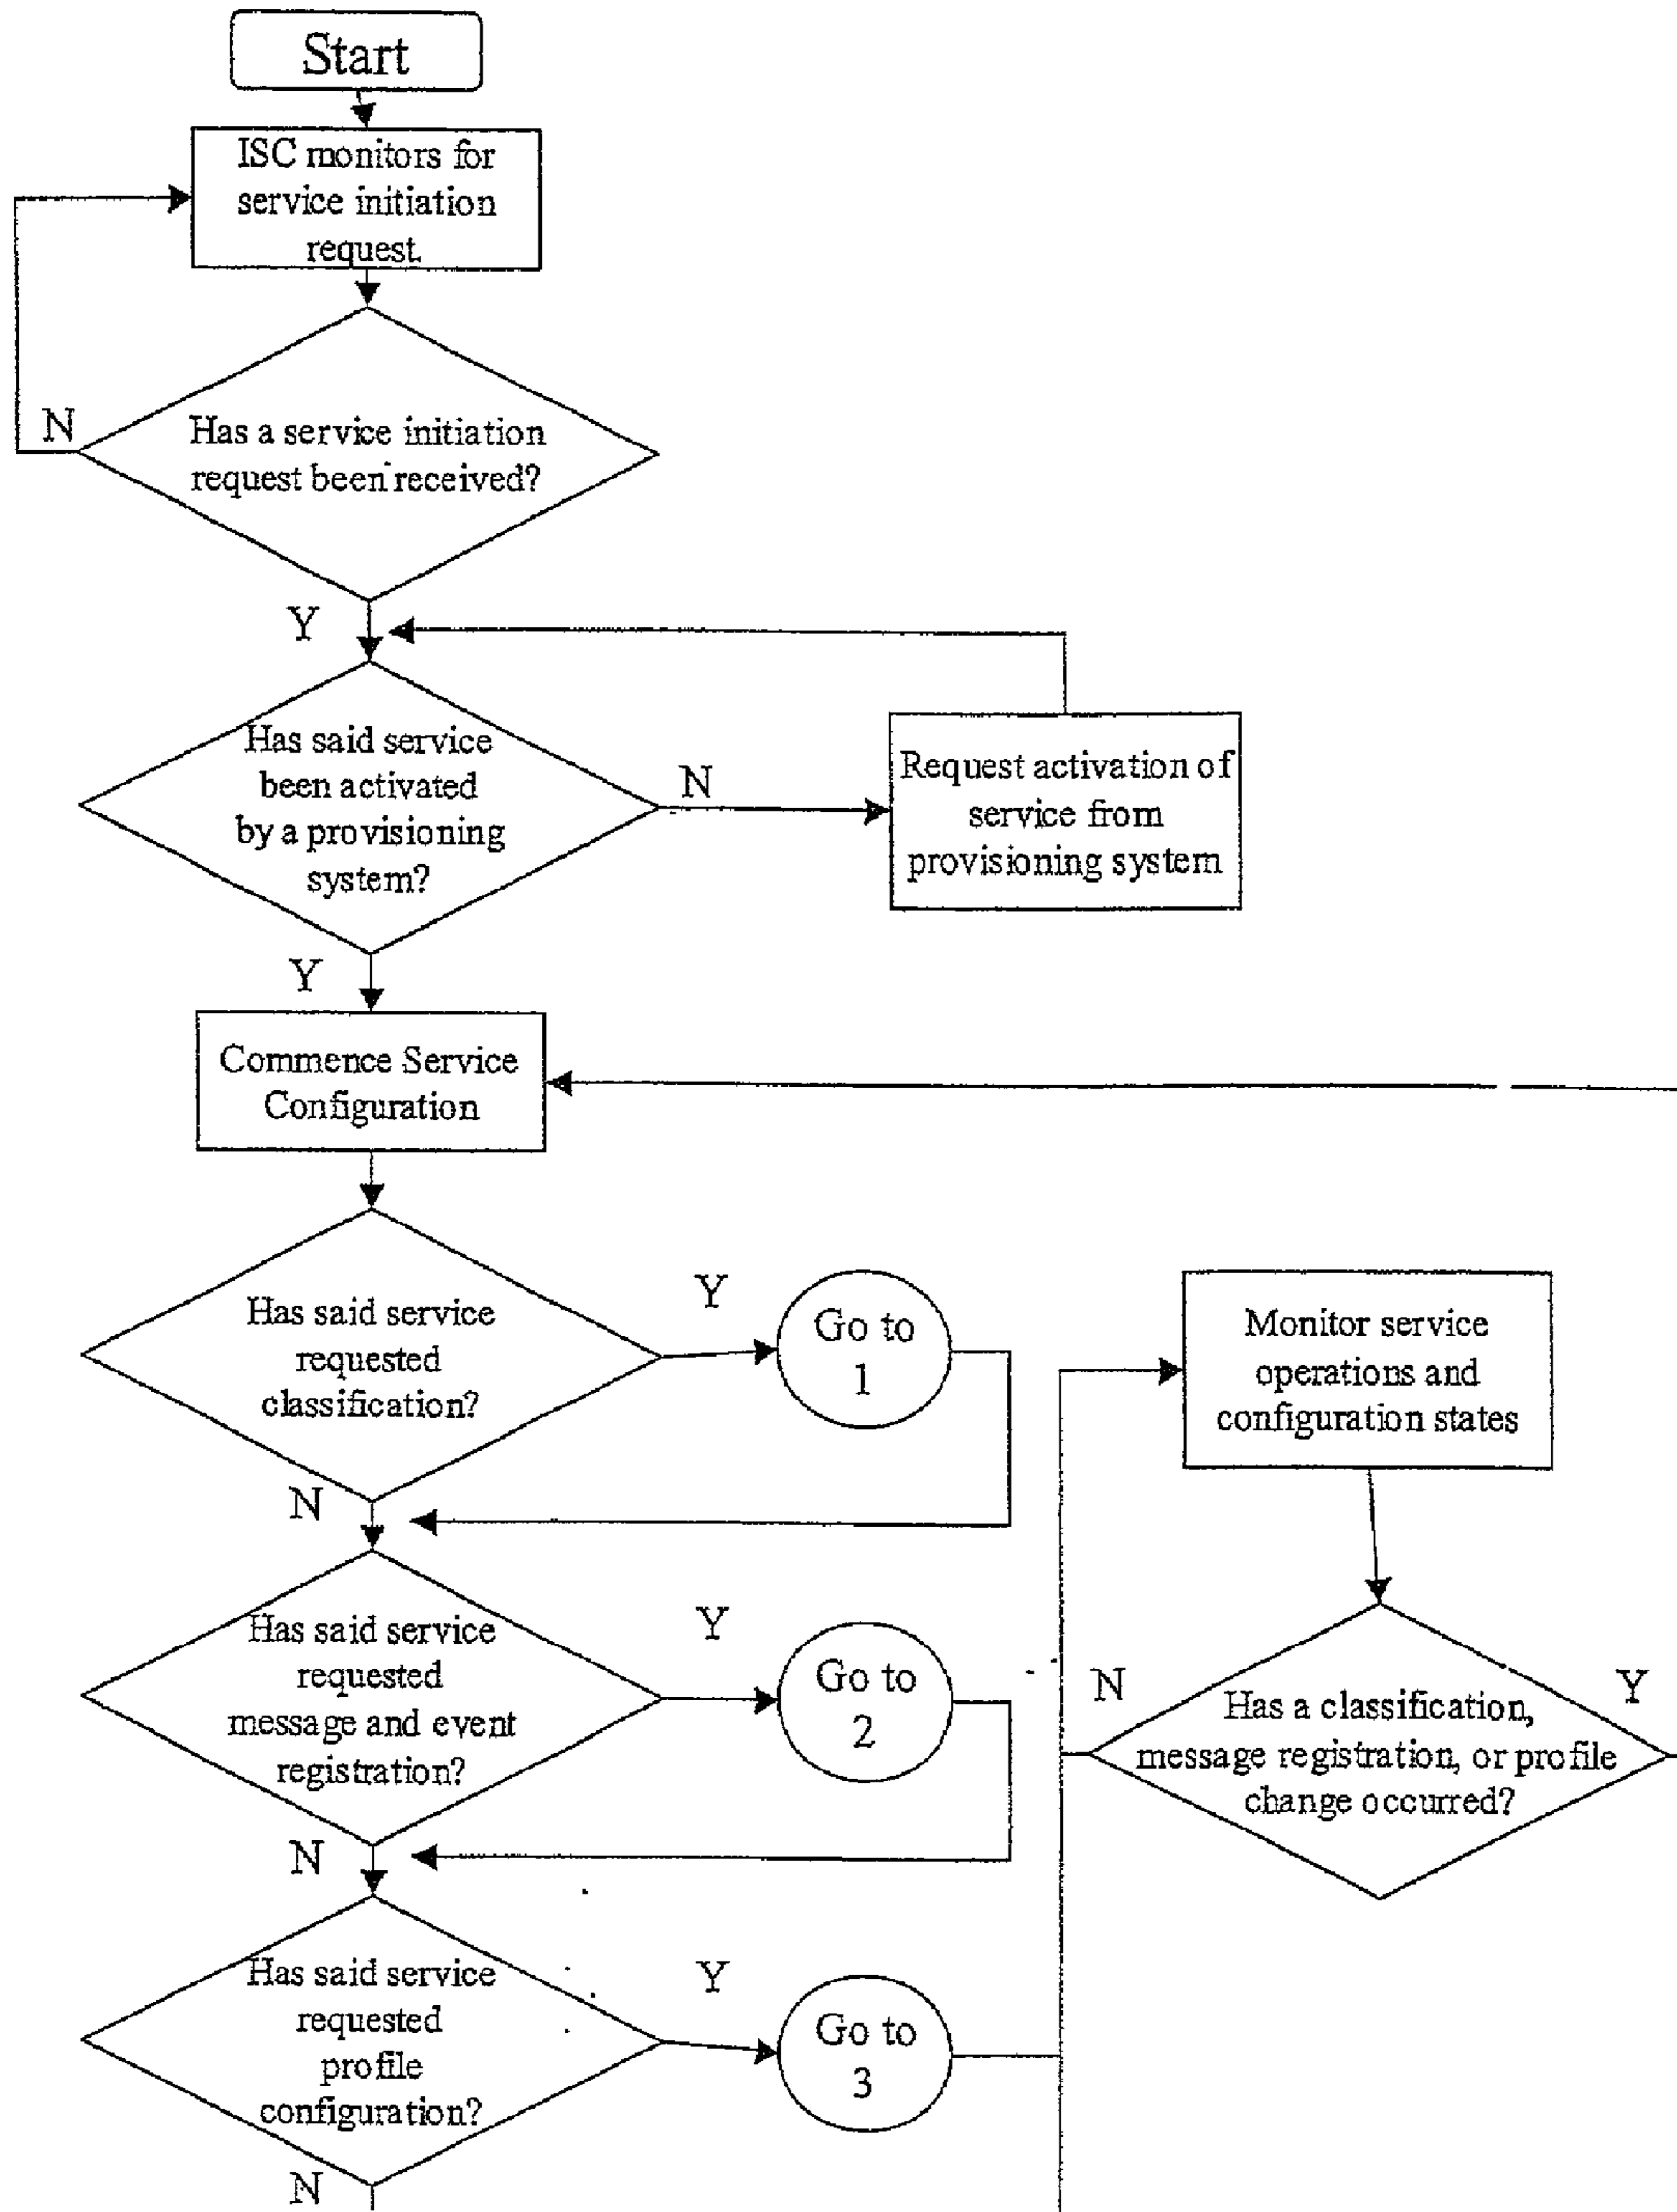 Start
ISC monitors for
service initiation
request.
N
Has a service initiation
request been received?
Y
Has said service
been activated
by a provisioning
system?
N
Request activation of
service from
provisioning system
Y
Commence Service
Configuration
Has said service
requested
classification?
Y
Go to
1
Monitor service
operations and
configuration states
N
Has said service
requested
message and event
registration?
Y
Go to
2
N
Has a classification,
message registration, or profile
change occurred?
Y
N
Has said service
requested
profile
configuration?
Y
Go to
3
N